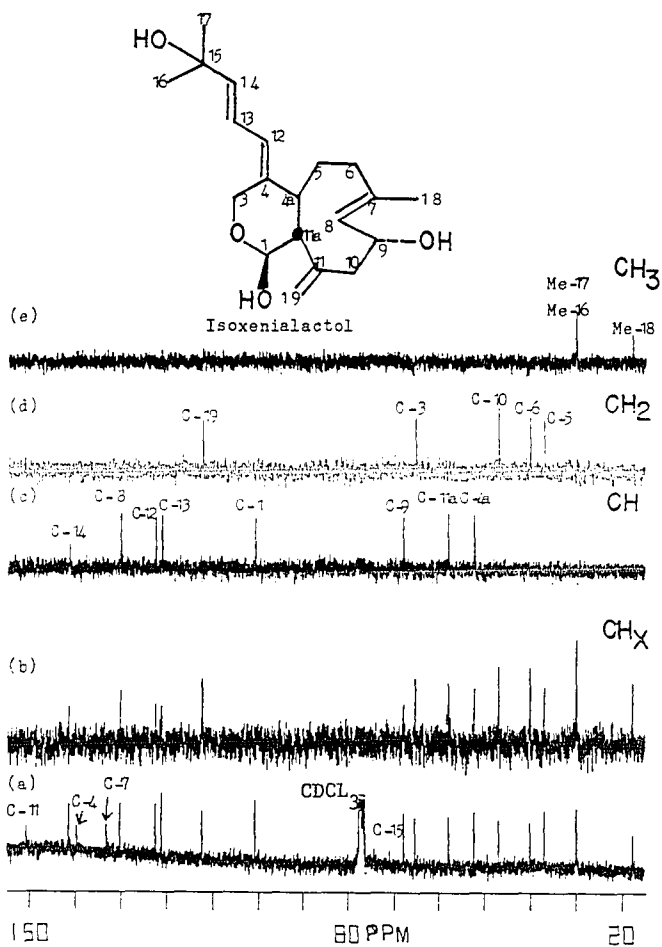 17
HO
15
16
14
13
12
5
6
4
3
4a
7
18
8
O
11a
1
9
OH
11
10
HO
19
Isoxenialactol
CH3
Me-17
Me-16
Me-18
(e)
(d)
CH2
C-19
C-3
C-10
C-6
C-5
(c)
CH
C-14
C-8
C-12
C-13
C-1
C-9
C-11a
C-4a
CHX
(b)
(a)
C-11
C-4
C-7
CDCL3
C-15
150
80 PPM
20